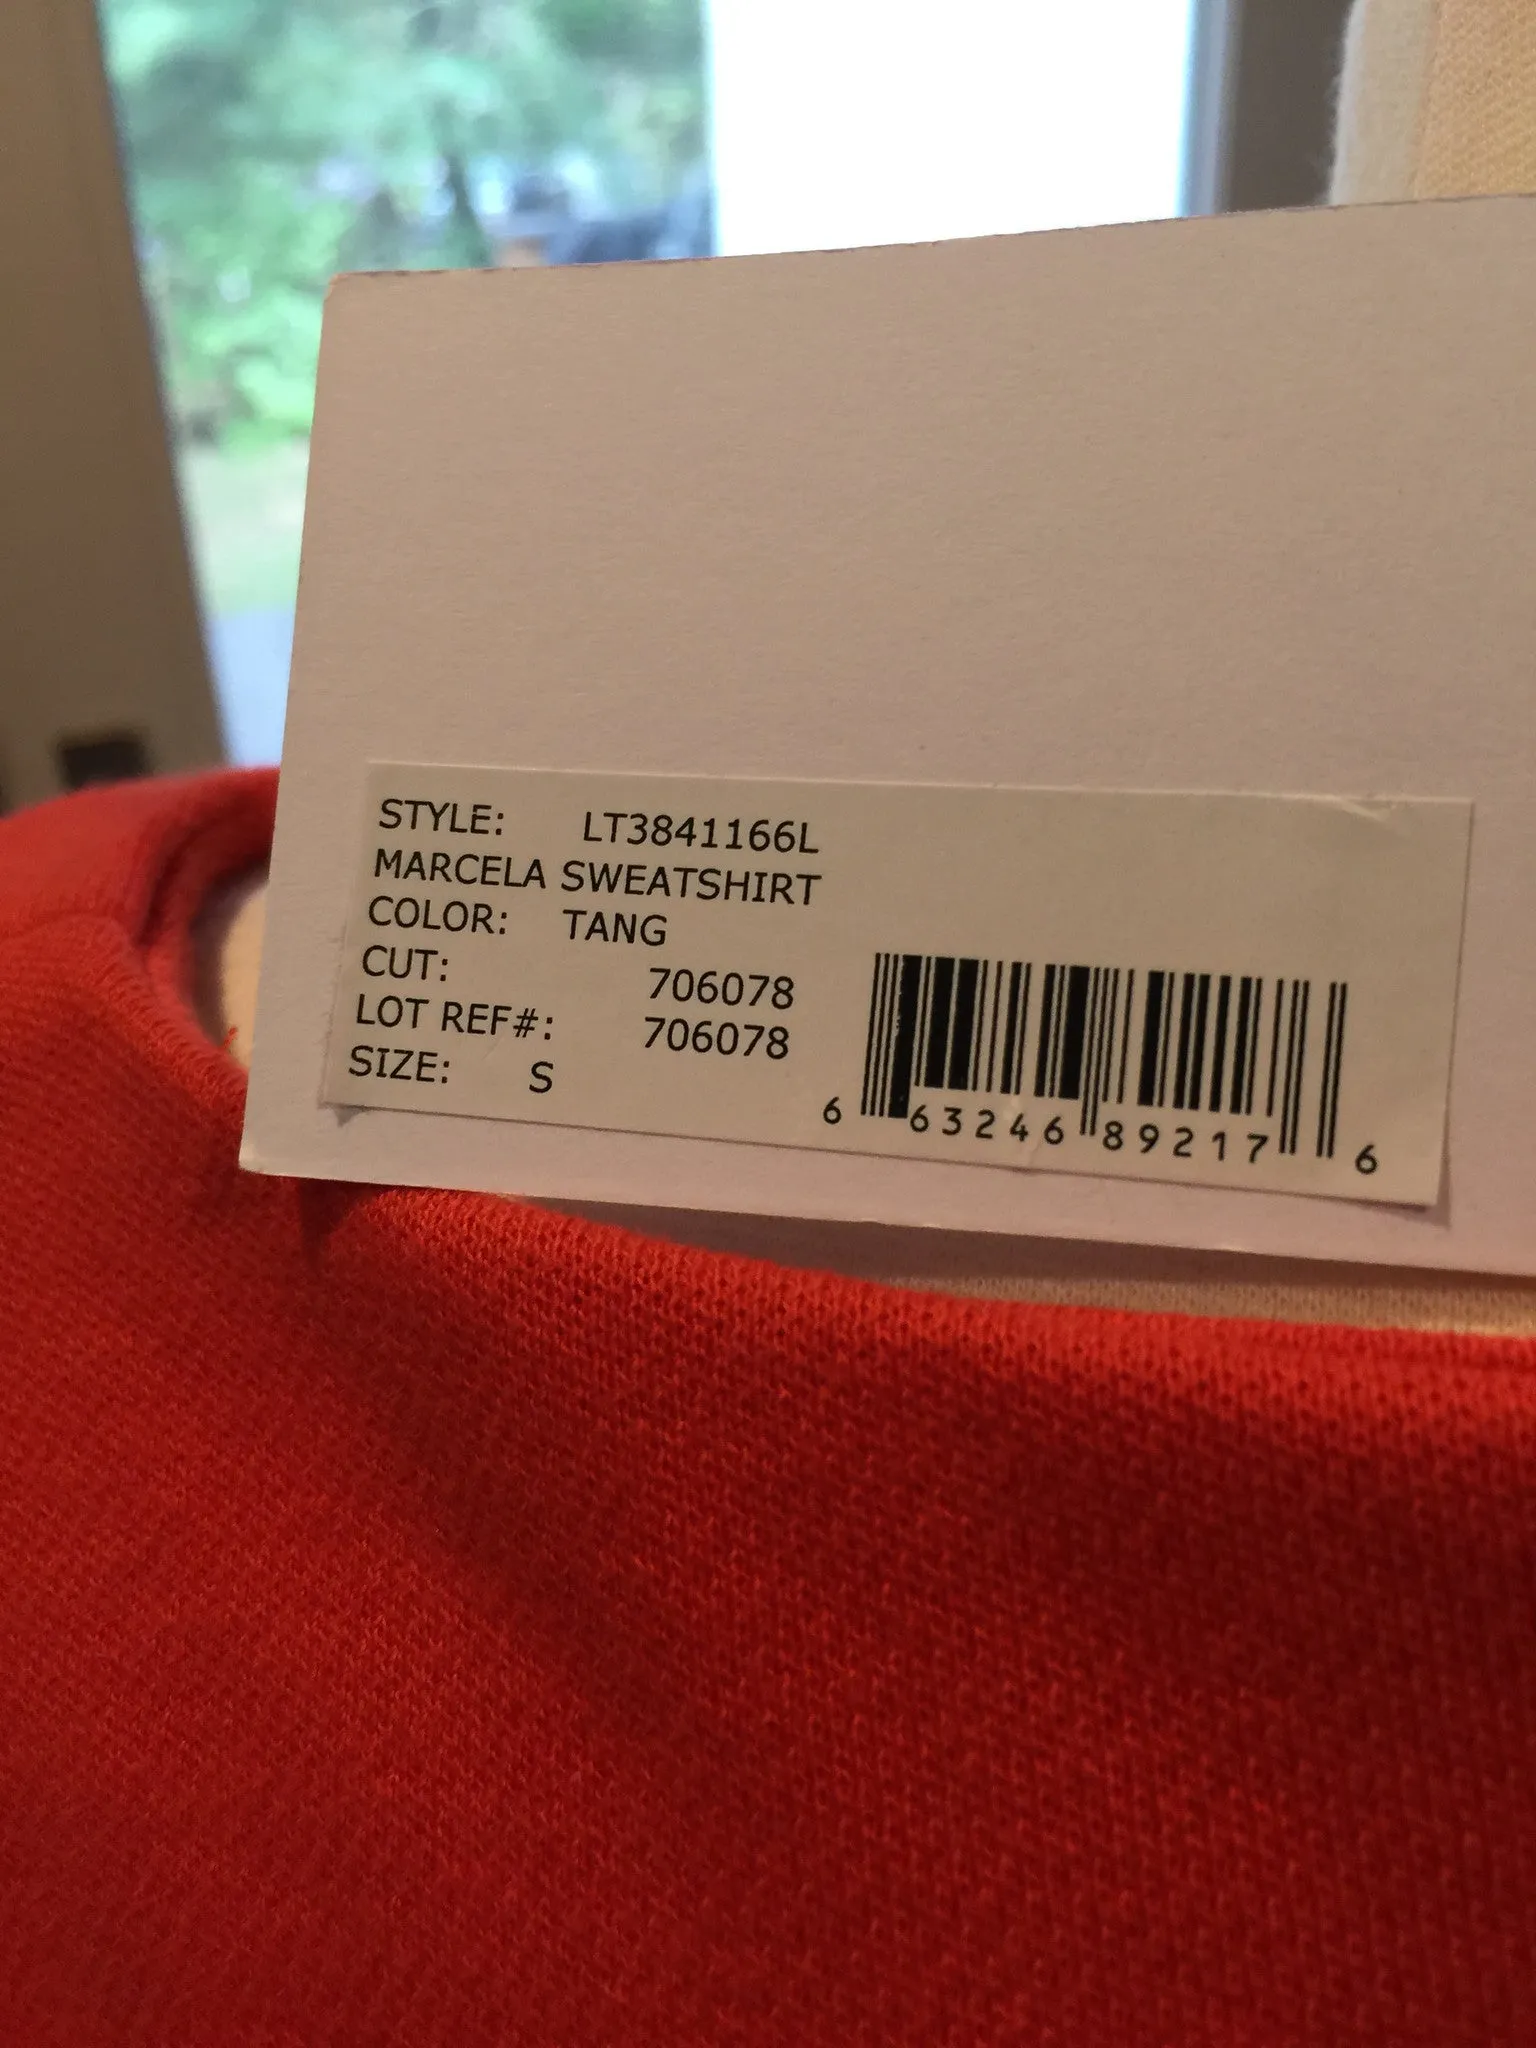 STYLE: LT3841166L
MARCELA SWEATSHIRT
COLOR: TANG
CUT: 706078
LOT REF#: 706078
SIZE: S
6 63246 89217 6